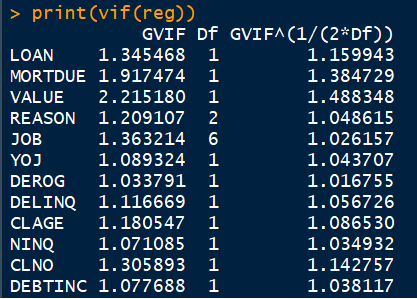 > print(vif(reg))
GVIF Df GVIF^(1/(2*Df))
LOAN 1.345468 1 1.159943
MORTDUE 1.917474 1 1.384729
VALUE 2.215180 1 1.488348
REASON 1.209107 2 1.048615
JOB 1.363214 6 1.026157
YOJ 1.089324 1 1.043707
DEROG 1.033791 1 1.016755
DELINQ 1.116669 1 1.056726
CLAGE 1.180547 1 1.086530
NINQ 1.071085 1 1.034932
CLNO 1.305893 1 1.142757
DEBTINC 1.077688 1 1.038117